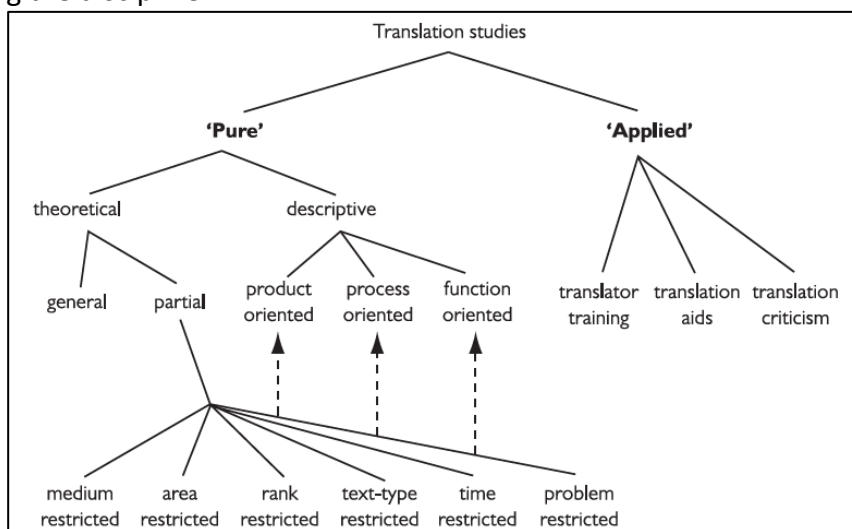 Translation studies
'Pure'
'Applied'
theoretical
descriptive
general
partial
product
oriented
process
oriented
function
oriented
translator
training
translation
aids
translation
criticism
medium
restricted
area
restricted
rank
restricted
text-type
restricted
time
restricted
problem
restricted